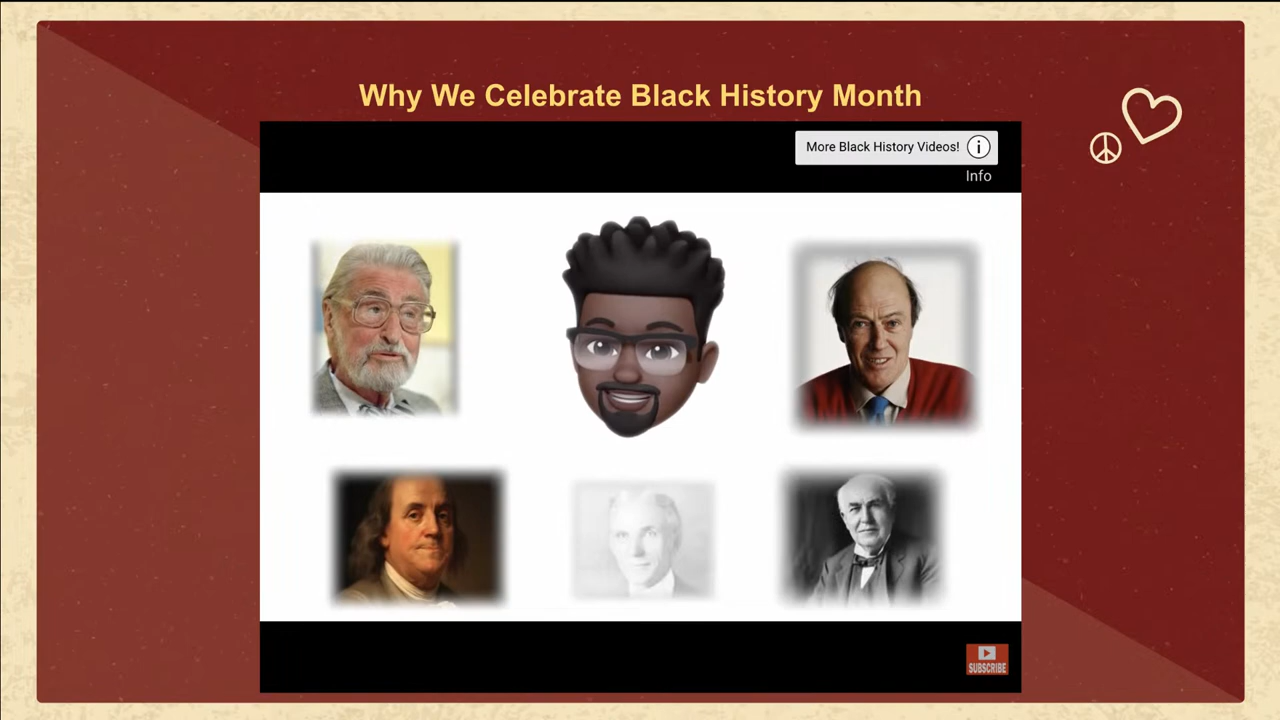 Why We Celebrate Black History Month
More Black History Videos!
Info
SUBSCRIBE